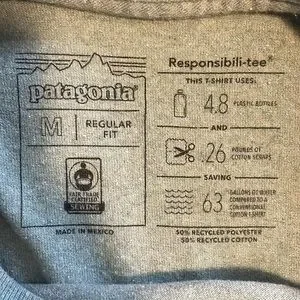 patagonia®
M
REGULAR
FIT
FAIR TRADE
CERTIFIED
SEWING
MADE IN MEXICO
Responsibili-tee®
THIS T-SHIRT USES:
4.8 PLASTIC BOTTLES
AND
.26 POUNDS OF
COTTON SCRAPS
SAVING
63 GALLONS OF WATER
COMPARED TO A
CONVENTIONAL
COTTON T-SHIRT
50% RECYCLED POLYESTER
50% RECYCLED COTTON